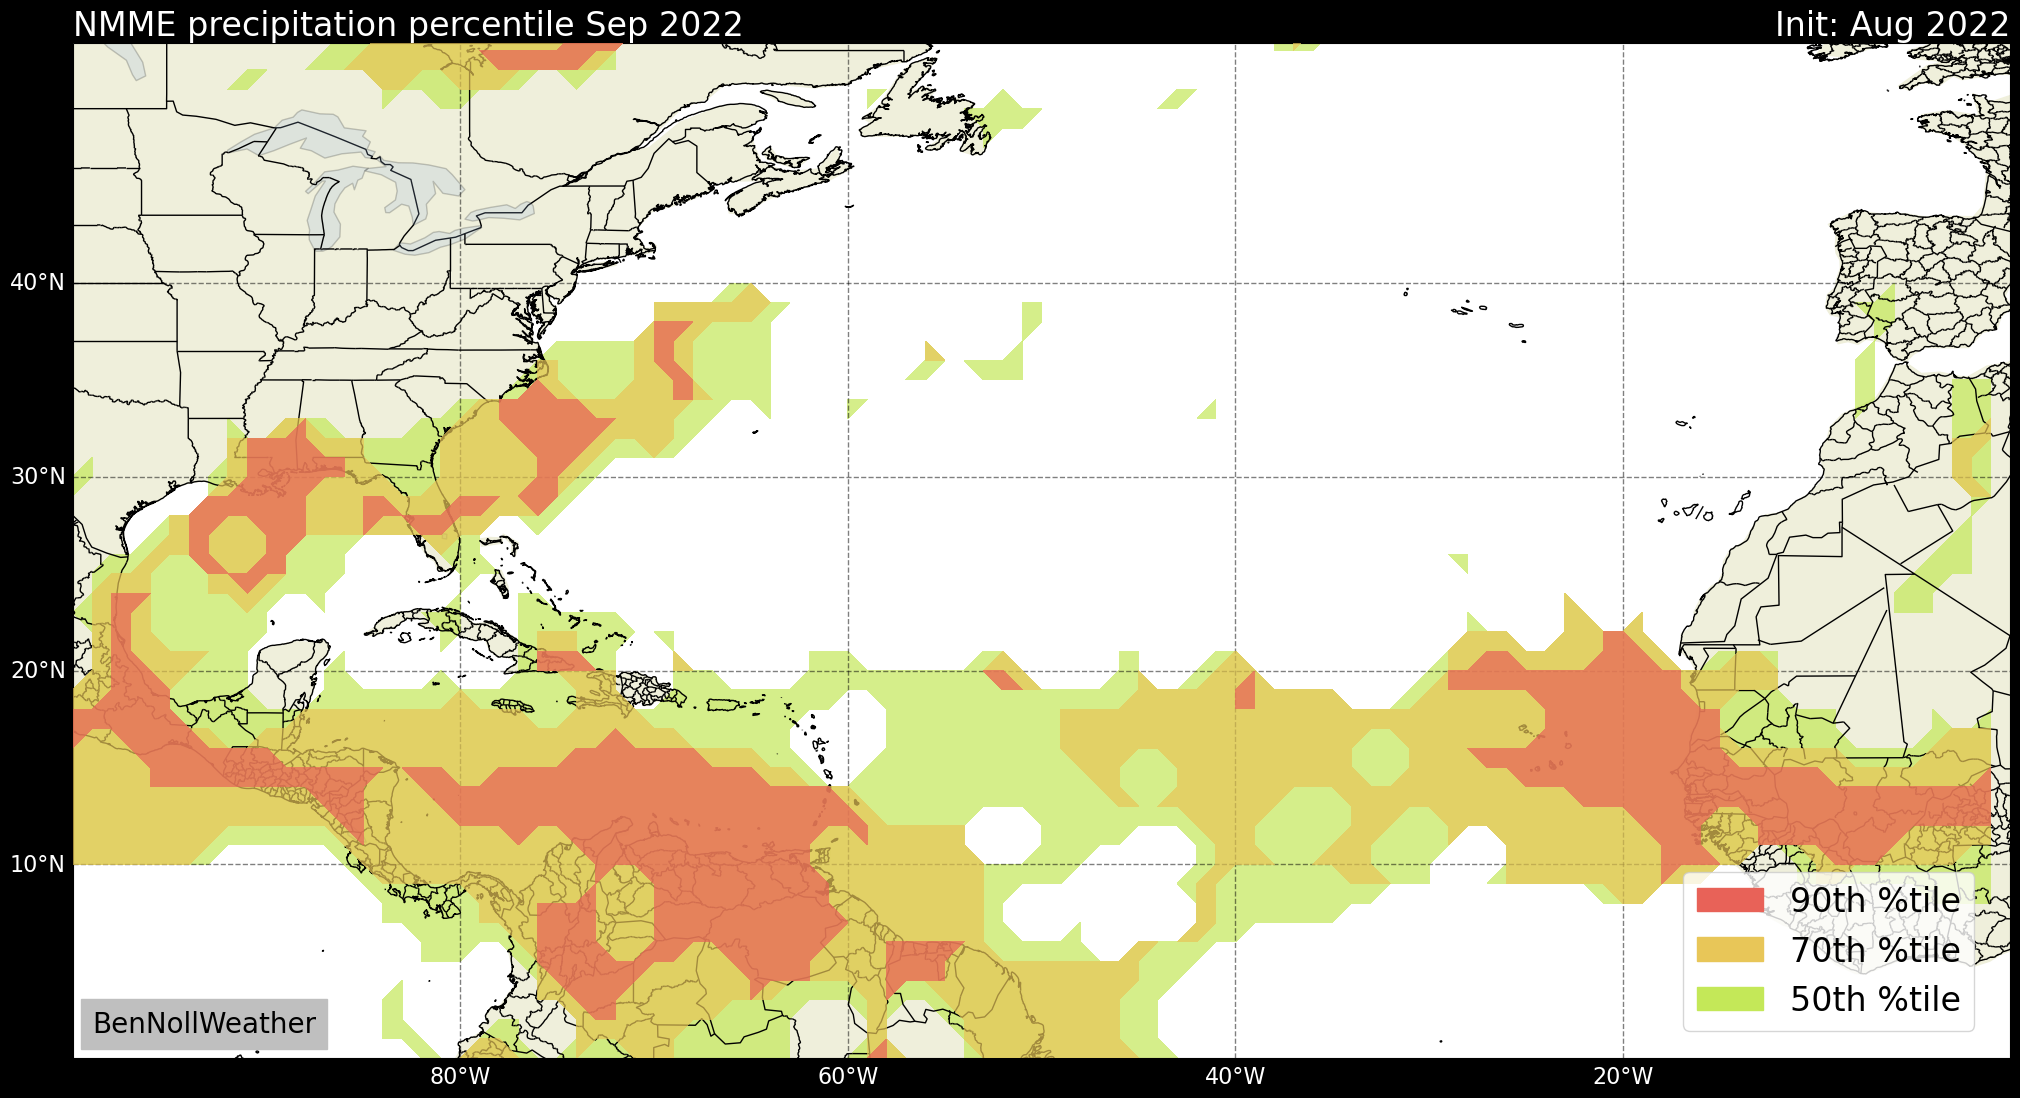 NMME precipitation percentile Sep 2022
Init: Aug 2022
40°N
30°N
20°N
10°N
90th %tile
70th %tile
50th %tile
BenNollWeather
80°W
60°W
40°W
20°W